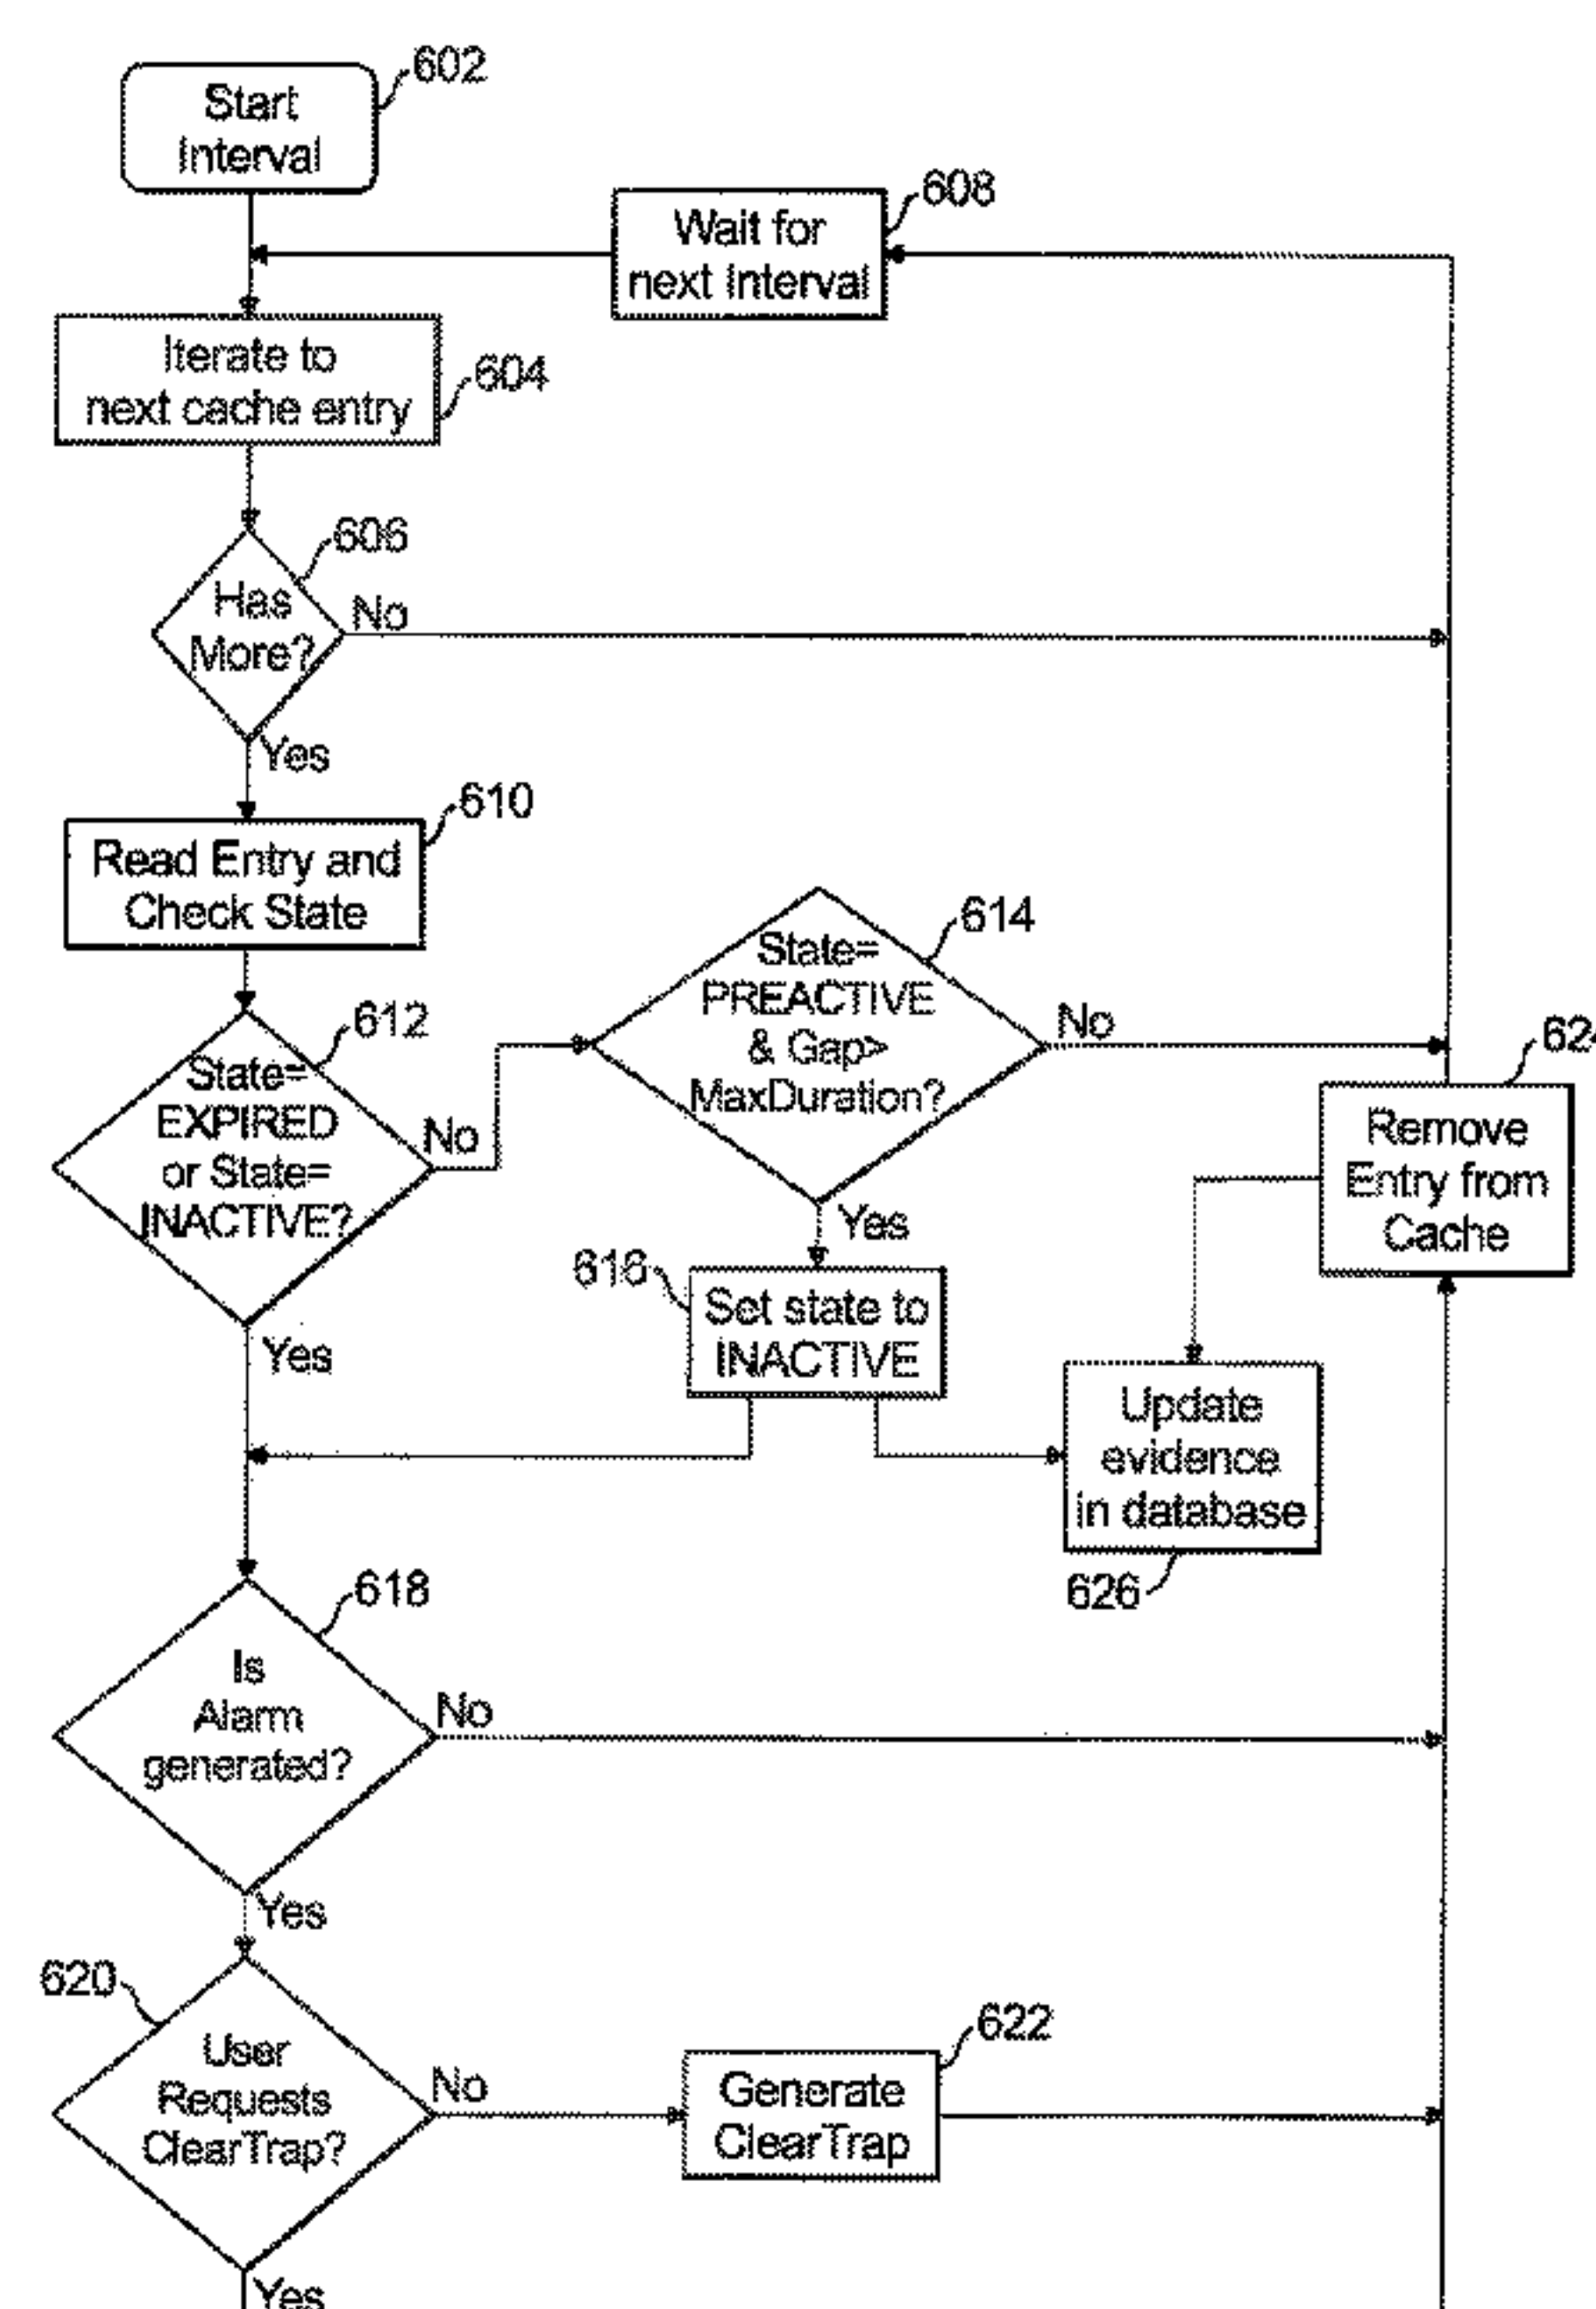 602
Start
Interval
608
Wait for
next Interval
Iterate to
next cache entry
604
606
Has
More?
No
Yes
610
Read Entry and
Check State
614
State=
PREACTIVE
& Gap>
MaxDuration?
No
Yes
612
State=
EXPIRED
or State=
INACTIVE?
No
Yes
624
Remove
Entry from
Cache
616
Set state to
INACTIVE
Update
evidence
in database
626
618
Is
Alarm
generated?
No
Yes
620
User
Requests
ClearTrap?
No
622
Generate
ClearTrap
Yes